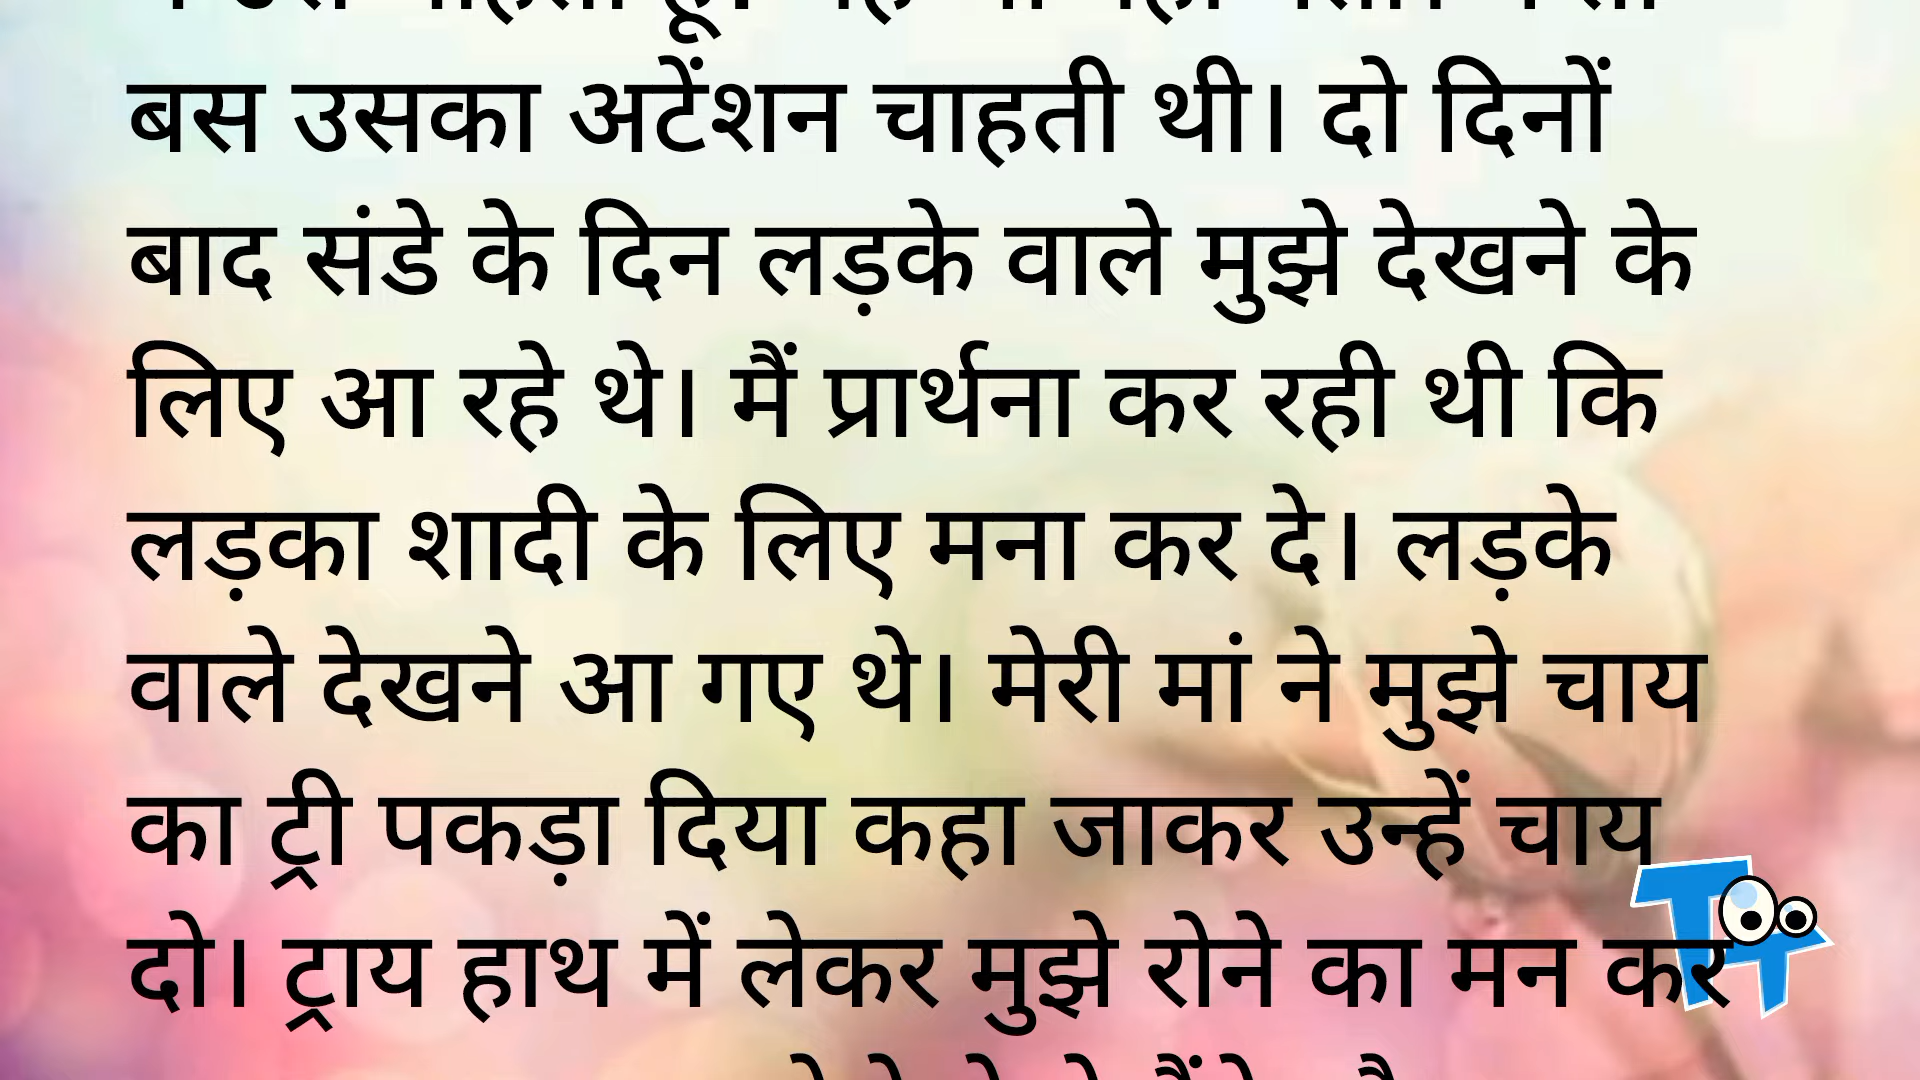 बस उसका अटेंशन चाहती थी। दो दिनों
बाद संडे के दिन लड़के वाले मुझे देखने के
लिए आ रहे थे। मैं प्रार्थना कर रही थी कि
लड़का शादी के लिए मना कर दे। लड़के
वाले देखने आ गए थे। मेरी मां ने मुझे चाय
का ट्री पकड़ा दिया कहा जाकर उन्हें चाय
दो। ट्राय हाथ में लेकर मुझे रोने का मन कर